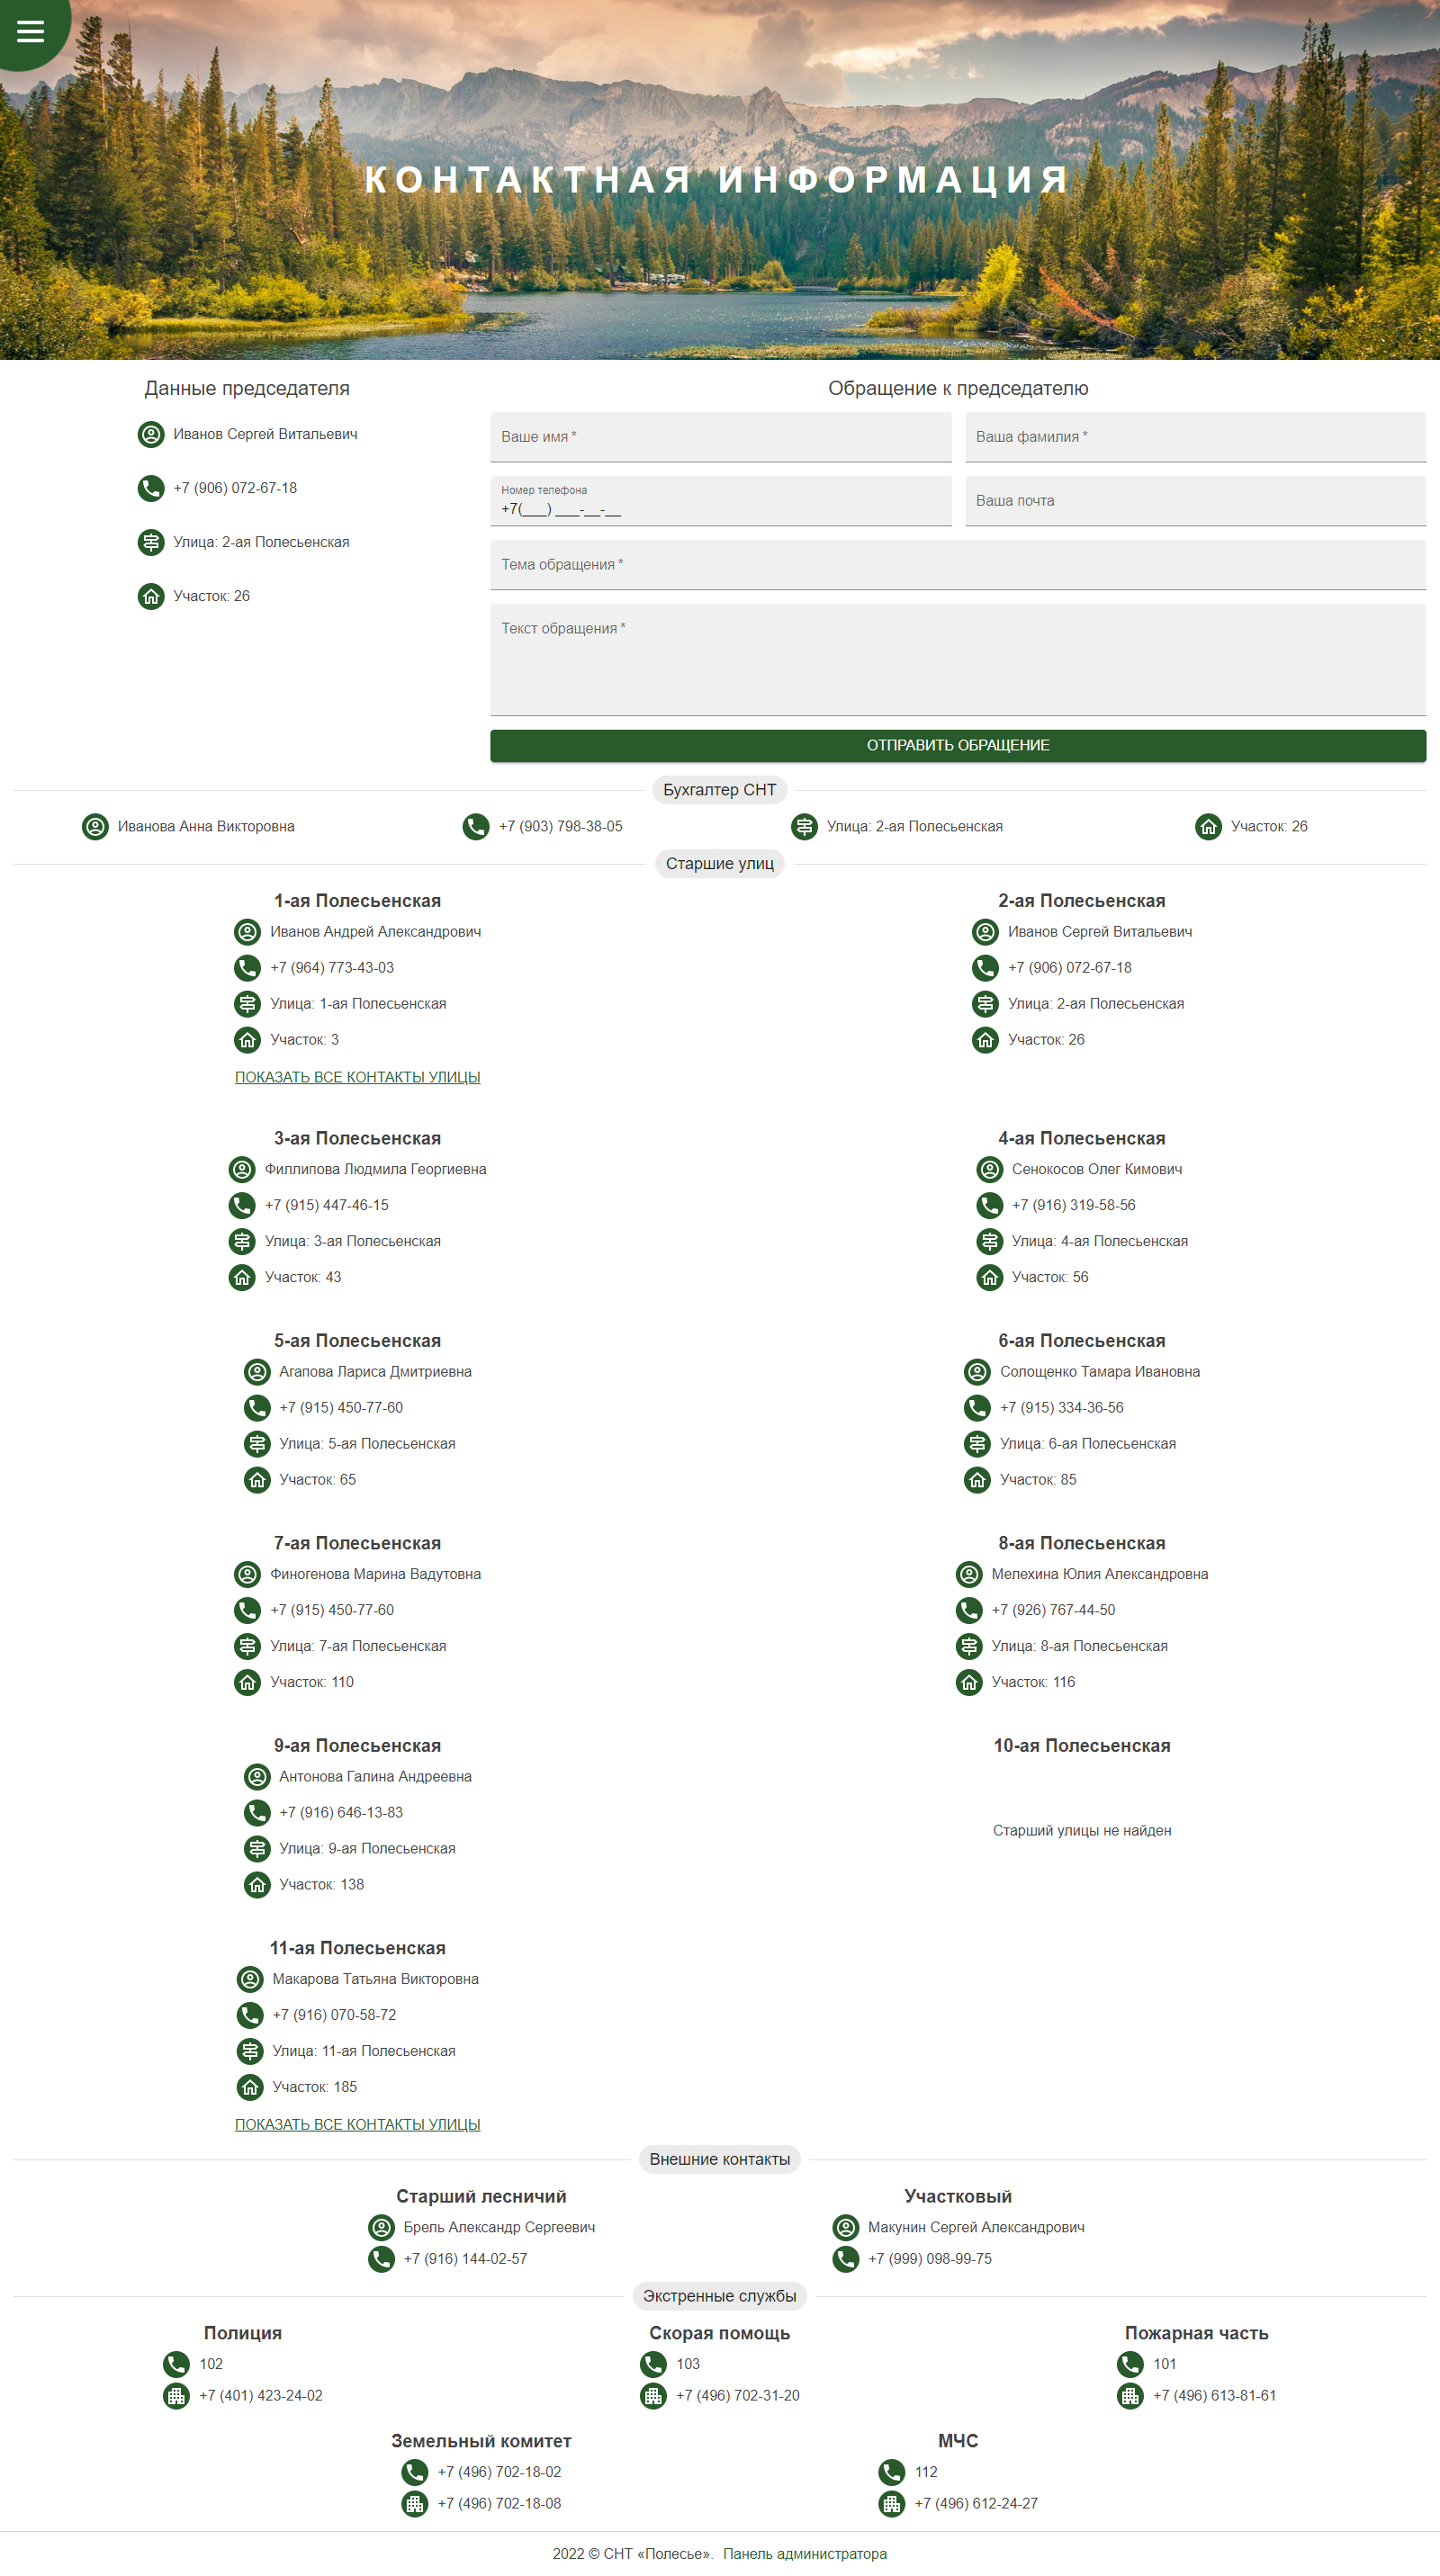 КОНТАКТНАЯ ИНФОРМАЦИЯ
Данные председателя
Иванов Сергей Витальевич
+7 (906) 072-67-18
Улица: 2-ая Полесьенская
Участок: 26
Обращение к председателю
Ваше имя *
Ваша фамилия *
Номер телефона
+7(___) ___-__-__
Ваша почта
Тема обращения *
Текст обращения *
ОТПРАВИТЬ ОБРАЩЕНИЕ
Бухгалтер СНТ
Иванова Анна Викторовна
+7 (903) 798-38-05
Улица: 2-ая Полесьенская
Участок: 26
Старшие улиц
1-ая Полесьенская
Иванов Андрей Александрович
+7 (964) 773-43-03
Улица: 1-ая Полесьенская
Участок: 3
ПОКАЗАТЬ ВСЕ КОНТАКТЫ УЛИЦЫ
2-ая Полесьенская
Иванов Сергей Витальевич
+7 (906) 072-67-18
Улица: 2-ая Полесьенская
Участок: 26
3-ая Полесьенская
Филлипова Людмила Георгиевна
+7 (915) 447-46-15
Улица: 3-ая Полесьенская
Участок: 43
4-ая Полесьенская
Сенокосов Олег Кимович
+7 (916) 319-58-56
Улица: 4-ая Полесьенская
Участок: 56
5-ая Полесьенская
Агапова Лариса Дмитриевна
+7 (915) 450-77-60
Улица: 5-ая Полесьенская
Участок: 65
6-ая Полесьенская
Солощенко Тамара Ивановна
+7 (915) 334-36-56
Улица: 6-ая Полесьенская
Участок: 85
7-ая Полесьенская
Финогенова Марина Вадутовна
+7 (915) 450-77-60
Улица: 7-ая Полесьенская
Участок: 110
8-ая Полесьенская
Мелехина Юлия Александровна
+7 (926) 767-44-50
Улица: 8-ая Полесьенская
Участок: 116
9-ая Полесьенская
Антонова Галина Андреевна
+7 (916) 646-13-83
Улица: 9-ая Полесьенская
Участок: 138
10-ая Полесьенская
Старший улицы не найден
11-ая Полесьенская
Макарова Татьяна Викторовна
+7 (916) 070-58-72
Улица: 11-ая Полесьенская
Участок: 185
ПОКАЗАТЬ ВСЕ КОНТАКТЫ УЛИЦЫ
Внешние контакты
Старший лесничий
Брель Александр Сергеевич
+7 (916) 144-02-57
Участковый
Макунин Сергей Александрович
+7 (999) 098-99-75
Экстренные службы
Полиция
102
+7 (401) 423-24-02
Скорая помощь
103
+7 (496) 702-31-20
Пожарная часть
101
+7 (496) 613-81-61
Земельный комитет
+7 (496) 702-18-02
+7 (496) 702-18-08
МЧС
112
+7 (496) 612-24-27
2022 © СНТ «Полесье». Панель администратора